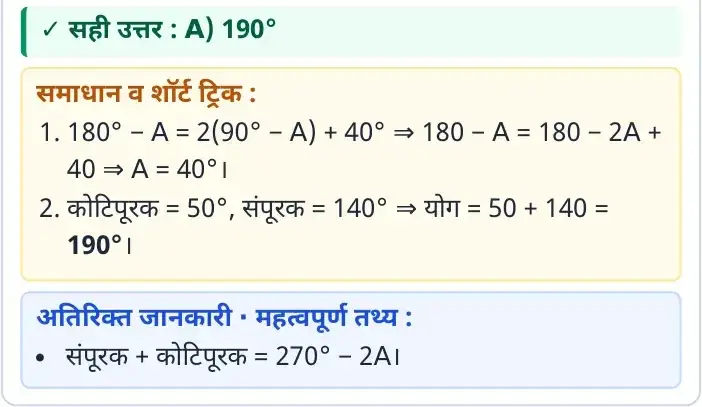 ✓ सही उत्तर : A) 190°
समाधान व शॉर्ट ट्रिक :
1. 180° − A = 2(90° − A) + 40° ⇒ 180 − A = 180 − 2A +
40 ⇒ A = 40°।
2. कोटिपूरक = 50°, संपूरक = 140° ⇒ योग = 50 + 140 =
190°।
अतिरिक्त जानकारी · महत्वपूर्ण तथ्य :
• संपूरक + कोटिपूरक = 270° − 2A।